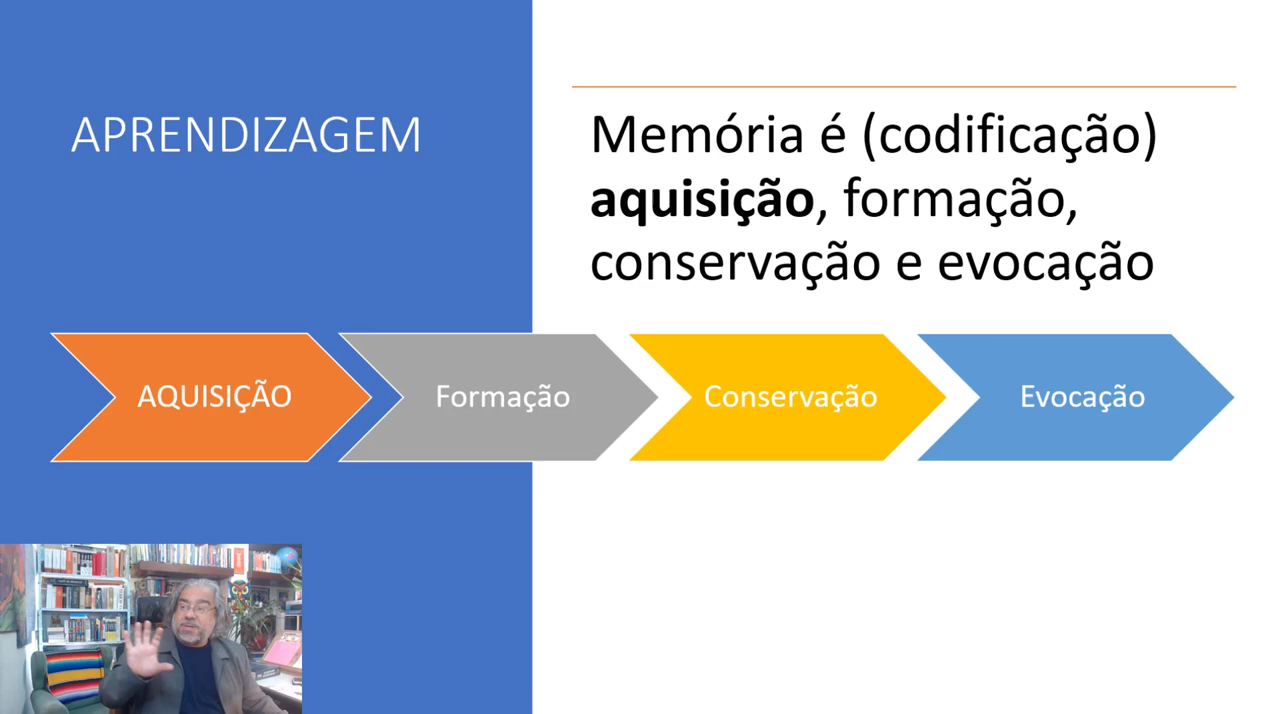 APRENDIZAGEM
Memória é (codificação)
aquisição, formação,
conservação e evocação
AQUISIÇÃO
Formação
Conservação
Evocação